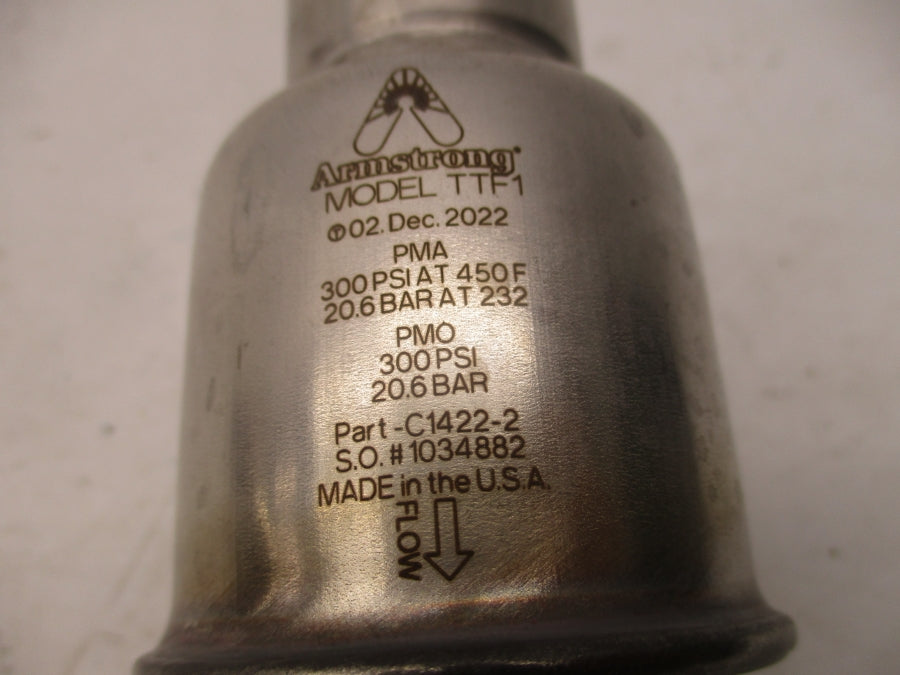 Armstrong®
MODEL TTF1
Ⓣ02. Dec. 2022
PMA
300 PSI AT 450 F
20.6 BAR AT 232
PMO
300 PSI
20.6 BAR
Part -C1422-2
S.O. #1034882
MADE in the U.S.A.
FLOW